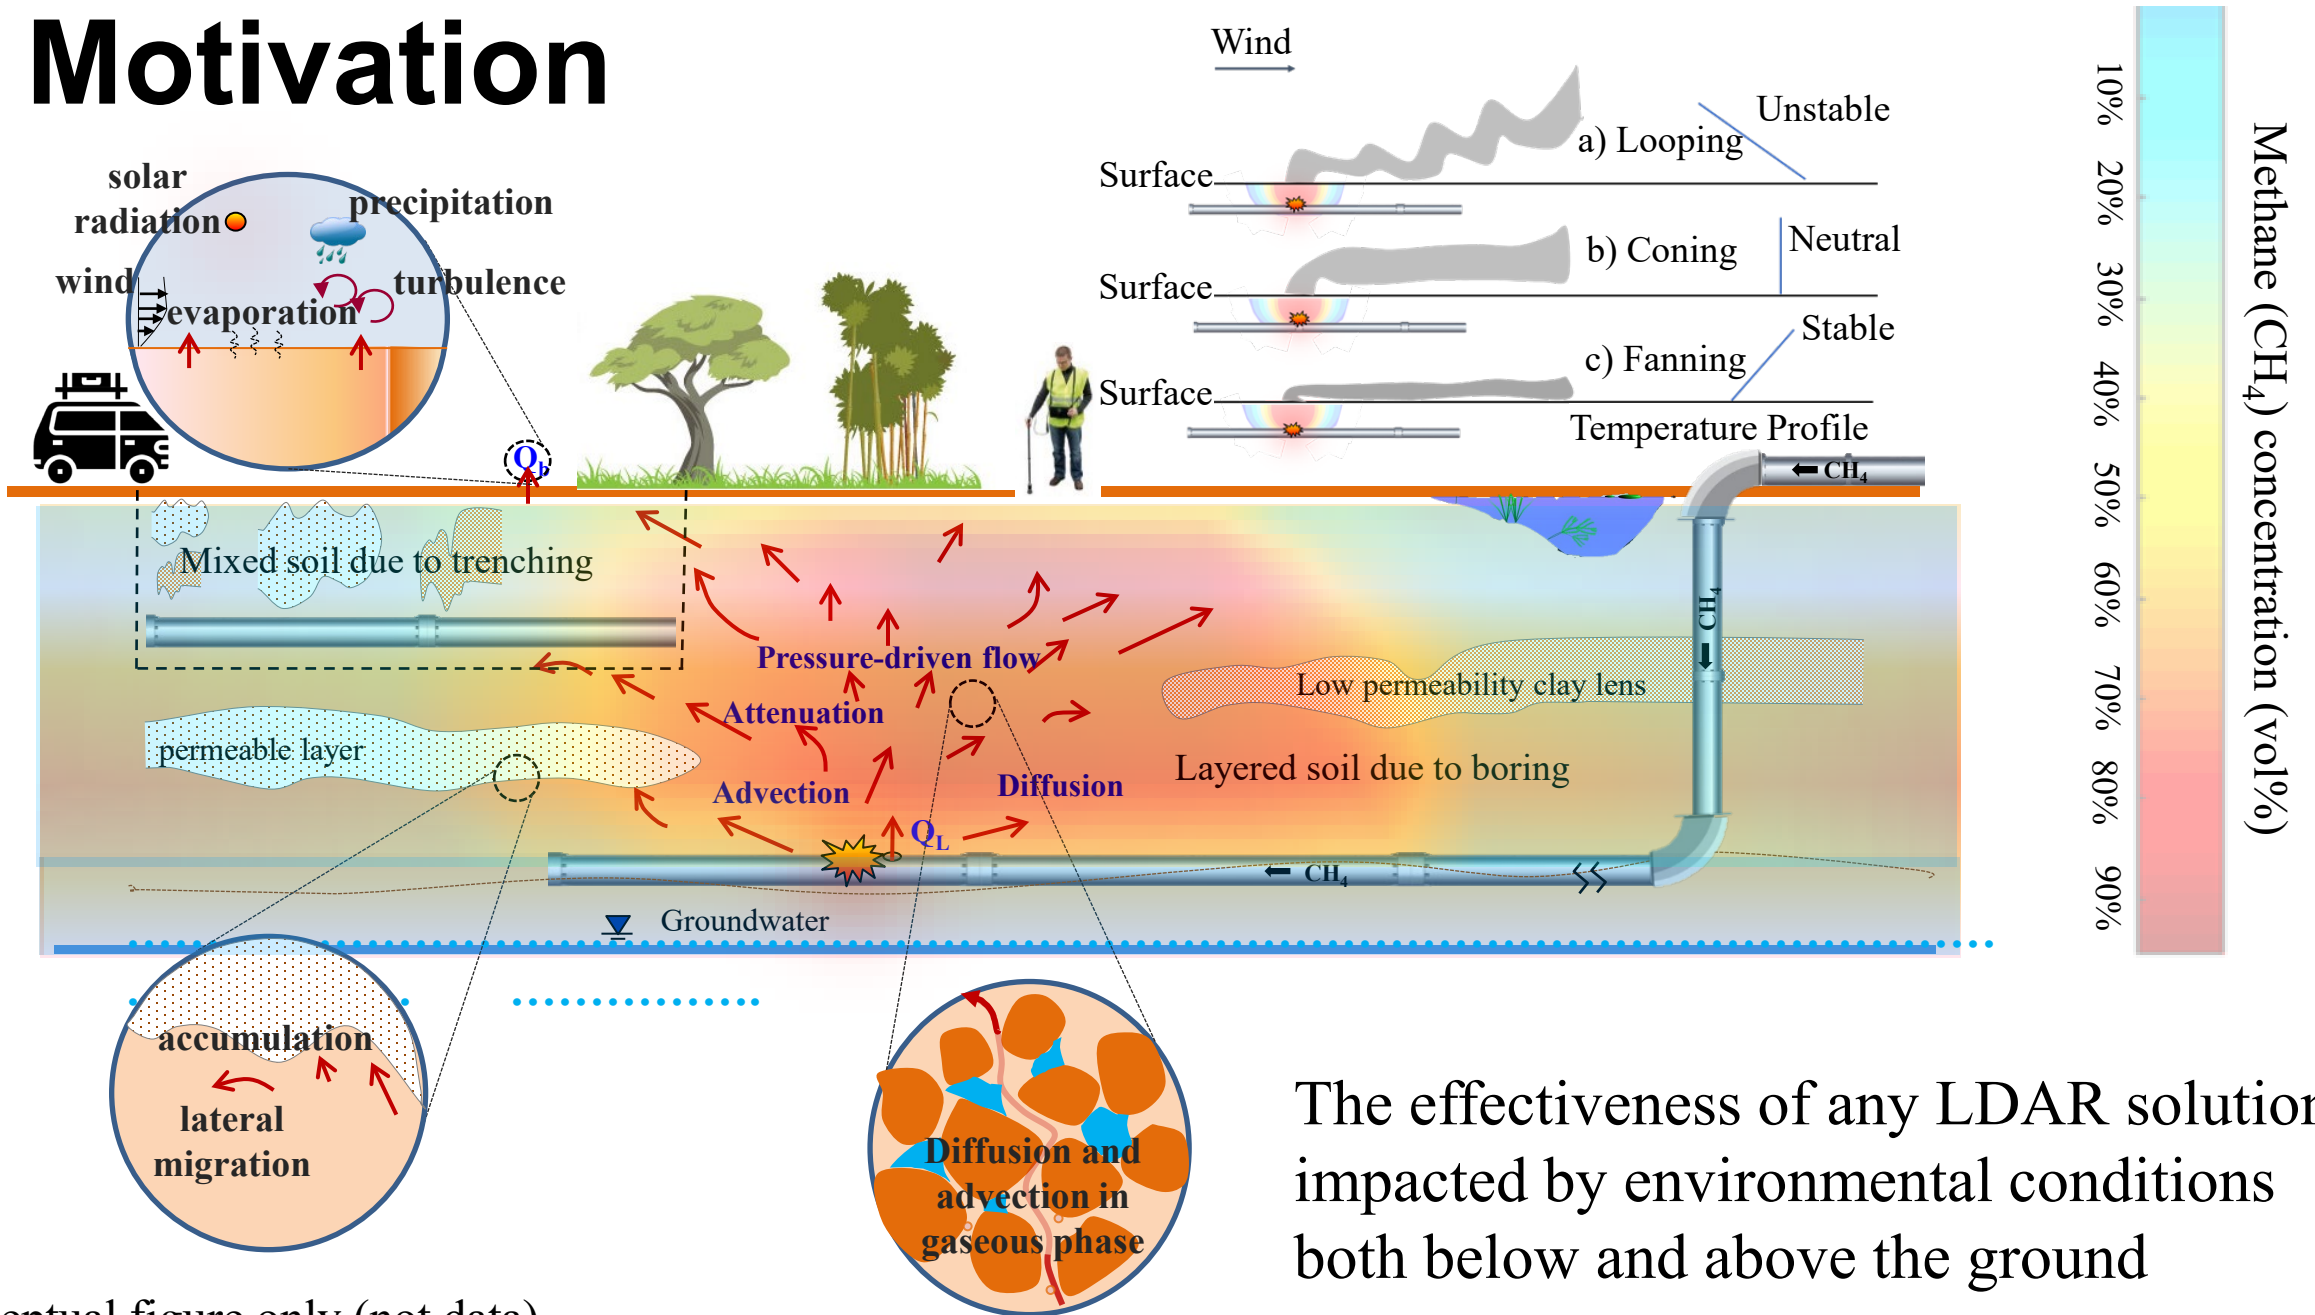 Motivation
solar
radiation
precipitation
wind
turbulence
evaporation
Wind
Unstable
a) Looping
Surface
Neutral
b) Coning
Surface
Stable
c) Fanning
Surface
Temperature Profile
CH4
CH4
Mixed soil due to trenching
Pressure-driven flow
Attenuation
Low permeability clay lens
permeable layer
Layered soil due to boring
Advection
Diffusion
QL
CH4
Groundwater
accumulation
lateral
migration
Diffusion and
advection in
gaseous phase
10%
20%
30%
40%
50%
60%
70%
80%
90%
Methane (CH4) concentration (vol%)
The effectiveness of any LDAR solution
impacted by environmental conditions
both below and above the ground
figure only (not data)